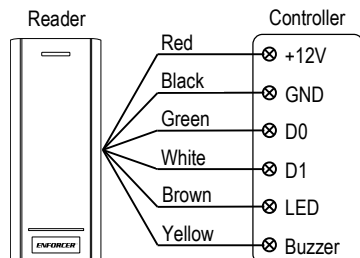 Reader
Controller
Red
+12V
Black
GND
Green
D0
White
D1
Brown
LED
Yellow
Buzzer
ENFORCER